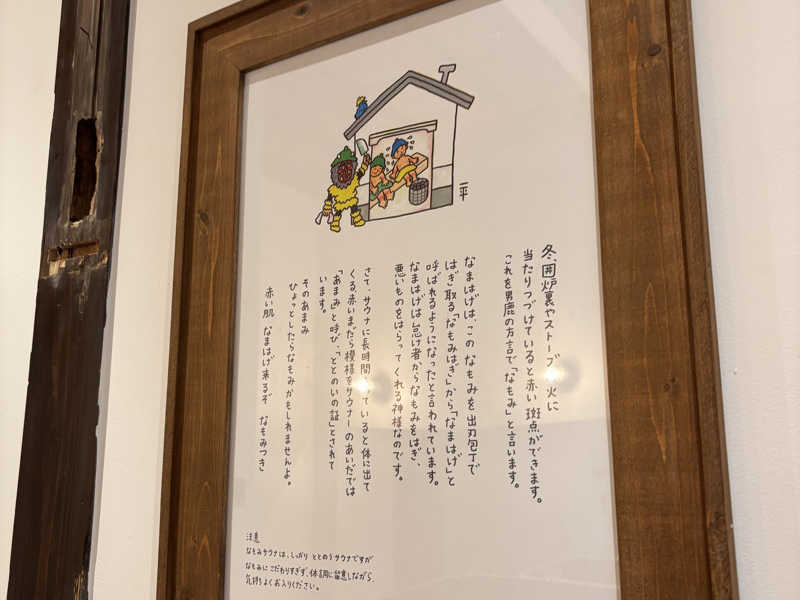 冬、囲炉裏やストーブ 火に
当たりつづけていると赤い斑点ができます。
これを男鹿の方言で「なもみ」と言います。
なまはげは、この なもみを出刃包丁で
はぎ取る「なもみはぎ」から「なまはげ」と
呼ばれるようになったと言われています。
なまはげは怠け者からなもみをはぎ、
悪いものをはらって くれる神様なのです。
さて、サウナに長時間 っていると体に出て
くる赤いまだら模様をサウナーのあいだでは
「あまみ」と呼び、「ととのいの証」とされて
います。
そのあまみ
ひょっとしたらなもみかもしれませんよ。
赤い肌 なまはげ来るぞ なもみつき
一平
注意
なもみサウナは、しっかり ととのうサウナですが
なもみに こだわりすぎず、体調に留意しながら、
気持ちよくお入りください。